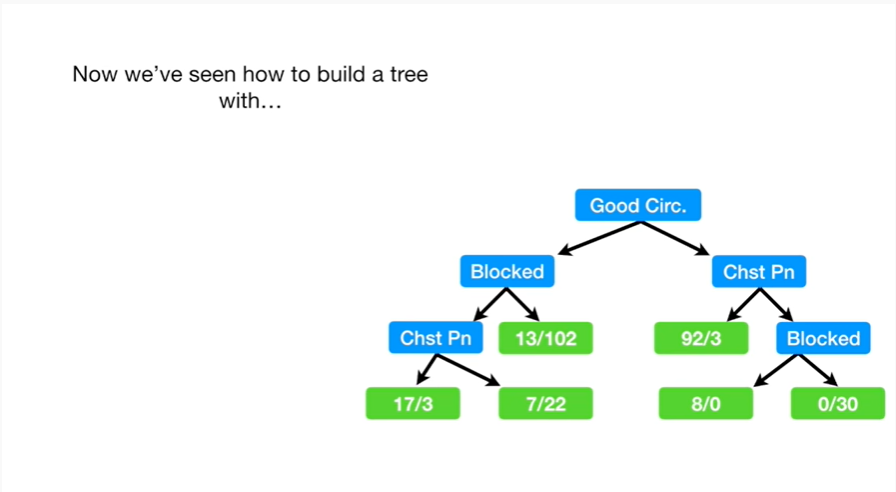 Now we’ve seen how to build a tree
with…
Good Circ.
Blocked
Chst Pn
Chst Pn
13/102
92/3
Blocked
17/3
7/22
8/0
0/30